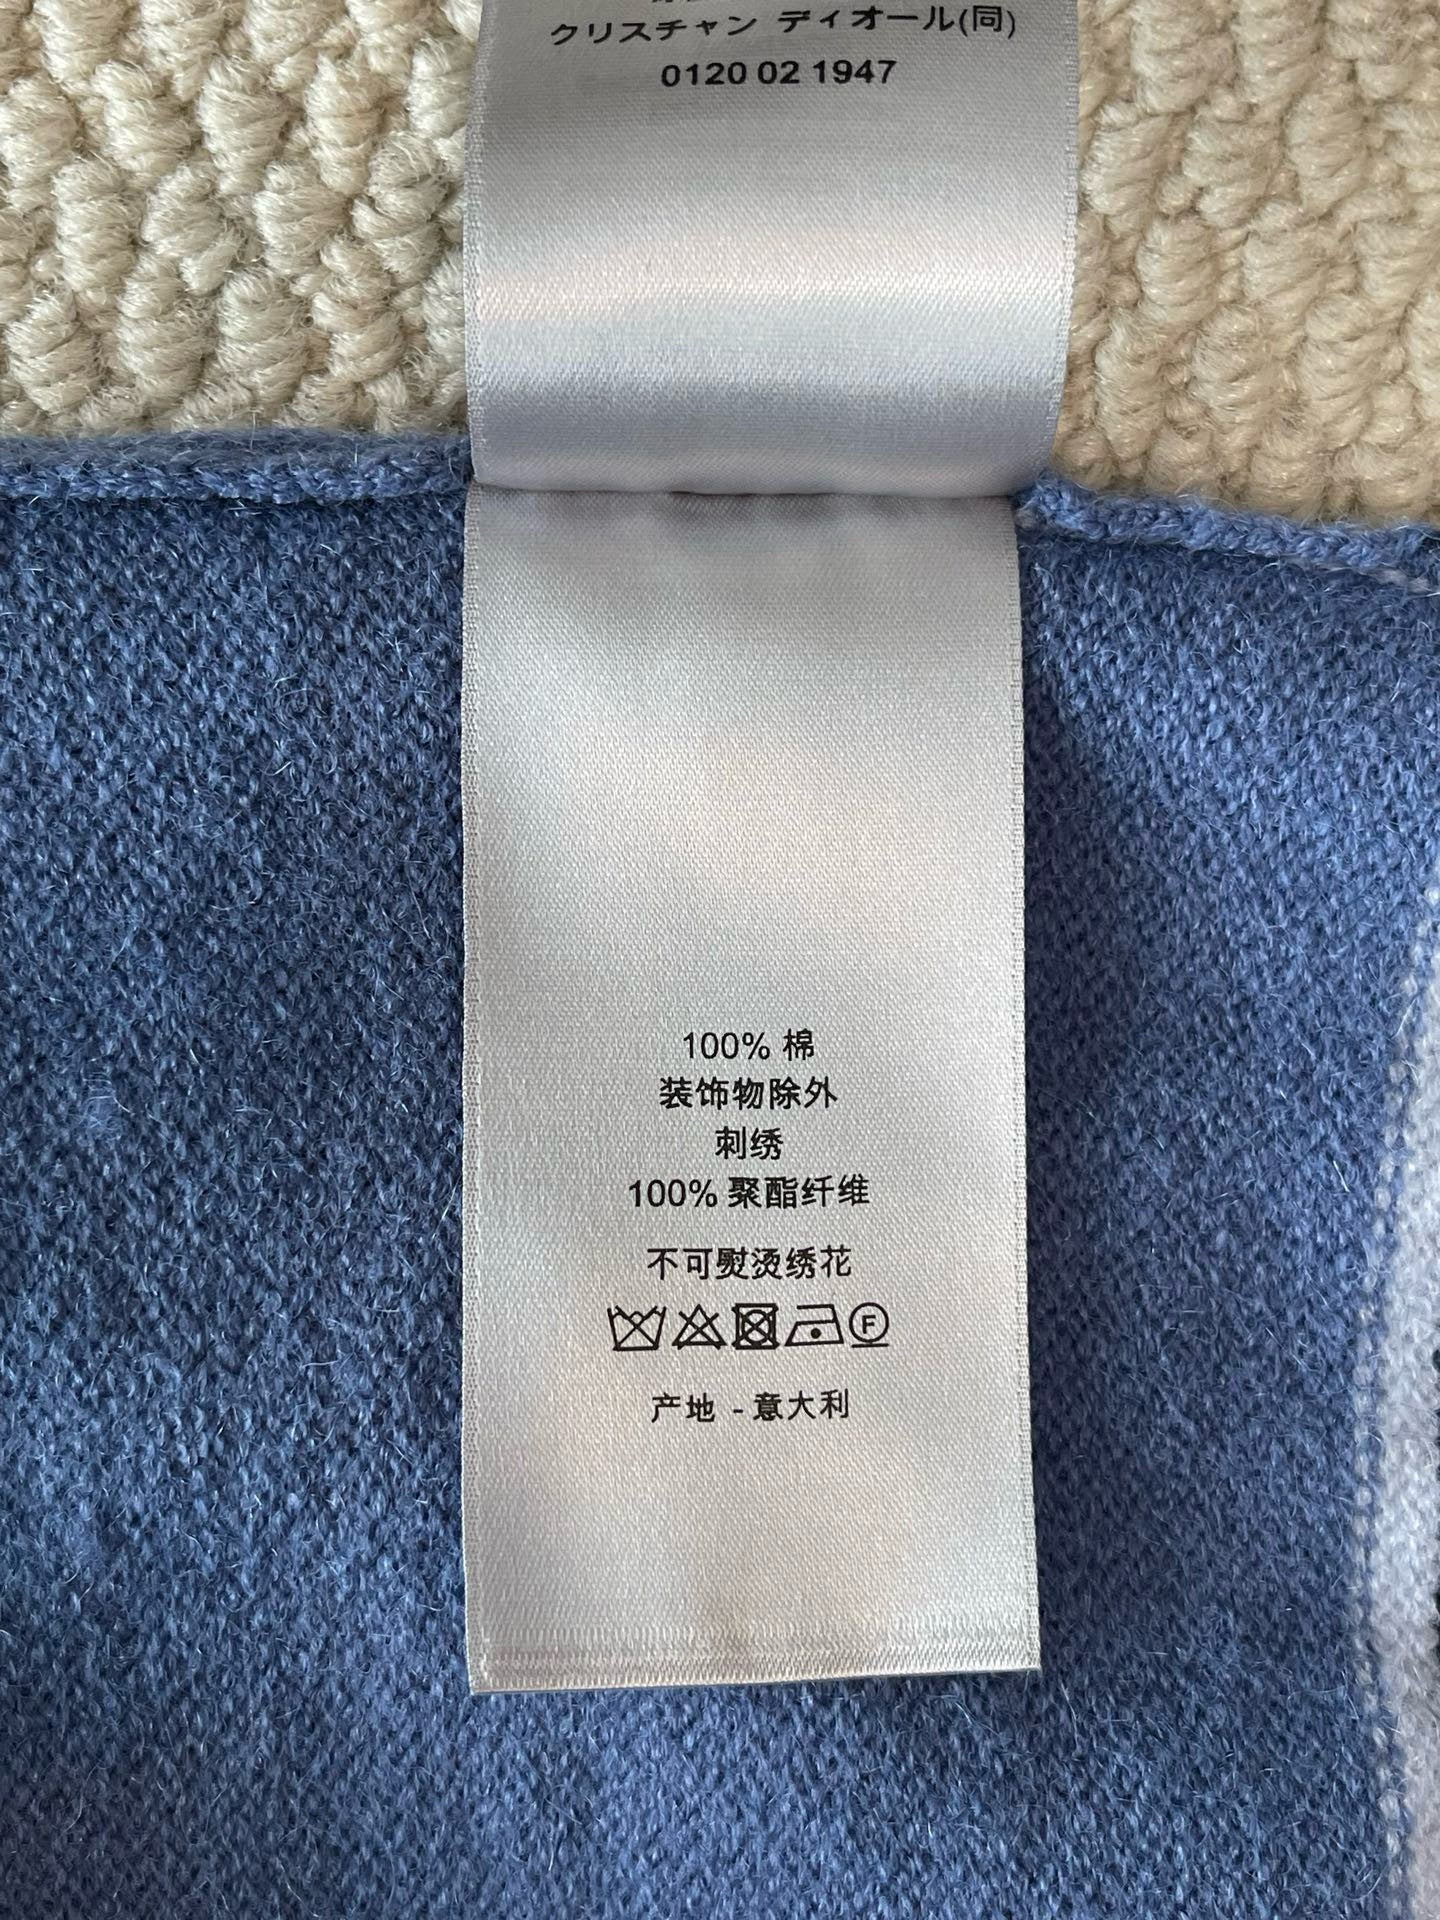 クリスチャン ディオール(同)
0120 02 1947
100% 棉
装饰物除外
刺绣
100% 聚酯纤维
不可熨烫绣花
F
产地 - 意大利